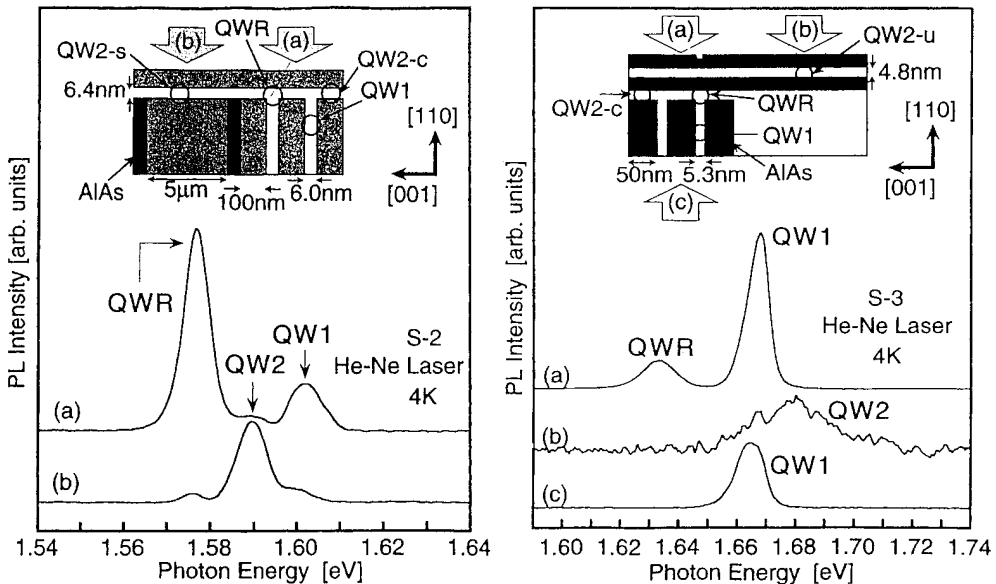 (b)
(a)
QWR
QW2-s
QW2-c
QW1
6.4nm
[110]
[001]
AlAs
5μm
100nm
6.0nm
QWR
QW2
QW1
S-2
He-Ne Laser
4K
(a)
(b)
PL Intensity [arb. units]
1.54 1.56 1.58 1.60 1.62 1.64
Photon Energy [eV]
(a)
(b)
QW2-u
4.8nm
QW2-c
QWR
QW1
AlAs
[110]
[001]
50nm
5.3nm
(c)
QW1
QWR
S-3
He-Ne Laser
4K
(a)
QW2
(b)
QW1
(c)
PL Intensity [arb. units]
1.60 1.62 1.64 1.66 1.68 1.70 1.72 1.74
Photon Energy [eV]